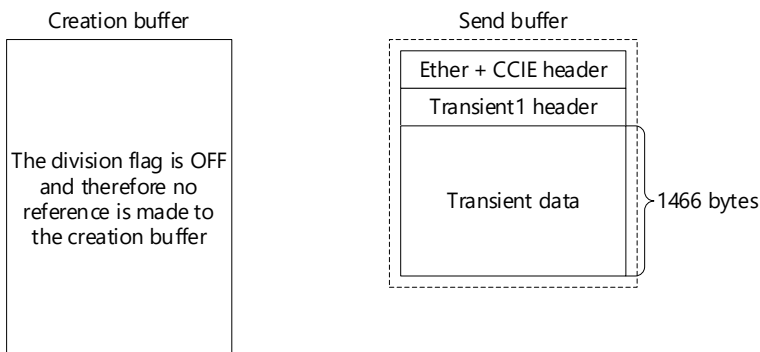 Creation buffer
The division flag is OFF
and therefore no
reference is made to
the creation buffer
Send buffer
Ether + CCIE header
Transient1 header
Transient data
1466 bytes